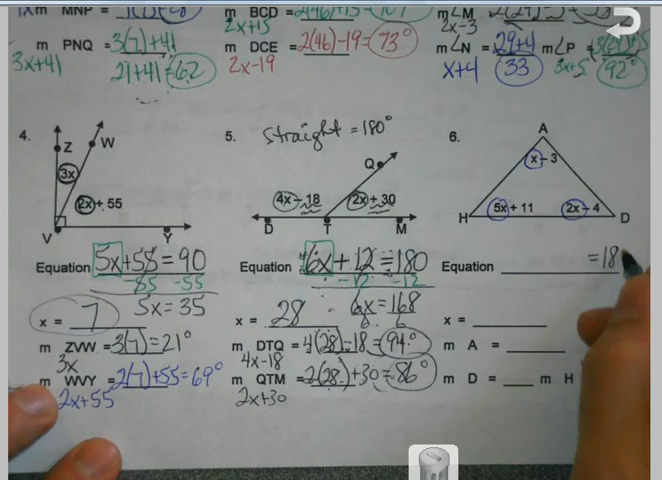 m MNP =
m BCD =
m∠M
m PNQ = 3(7)+41
2x+15
2x-3
3x+41
21+41=62
m DCE = 2(46)-19=73°
2x-19
m∠N = 29+4
x+4
33
m∠P
3x+5
92°
4.
Z
W
3x
2x + 55
V
Y
Equation 5x+55=90
-55 -55
5x=35
x = 7
m ZVW =3(7)=21°
3x
m WVY =2(7)+55=69°
2x+55
5. Straight = 180°
Q
4x - 18
2x + 30
D
T
M
Equation 6x+12=180
-12 -12
6x=168
6 6
x = 28
m DTQ = 4(28)-18=94°
4x-18
m QTM =2(28)+30=86°
2x+30
6.
A
x - 3
5x + 11
2x - 4
H
D
Equation =18
x =
m A =
m D = m H